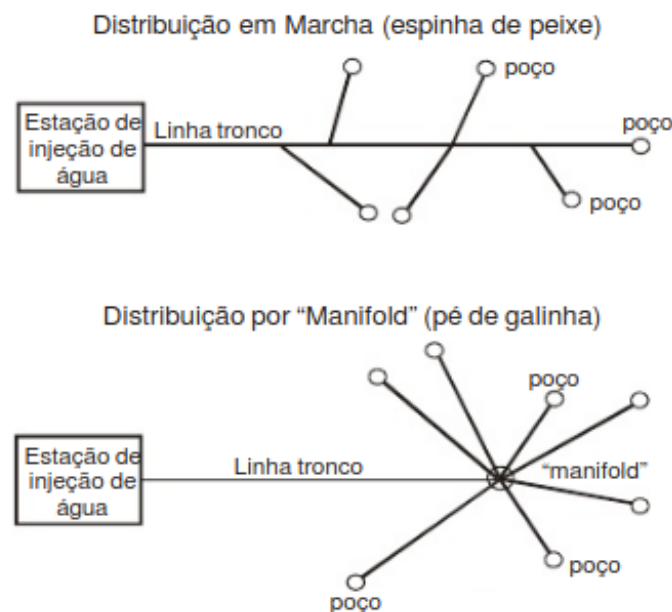 Distribuição em Marcha (espinha de peixe)
poço
Estação de
injeção de
água
Linha tronco
poço
poço
Distribuição por “Manifold” (pé de galinha)
poço
Estação de
injeção de
água
Linha tronco
“manifold”
poço
poço